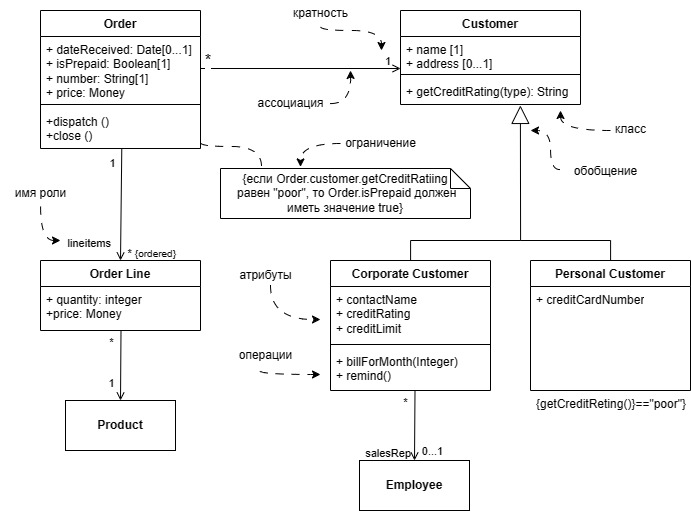 Order
+ dateReceived: Date[0...1]
+ isPrepaid: Boolean[1]
+ number: String[1]
+ price: Money
+dispatch ()
+close ()
кратность
*
1
ассоциация
Customer
+ name [1]
+ address [0...1]
+ getCreditRating(type): String
класс
обобщение
ограничение
{если Order.customer.getCreditRatiing
равен "poor", то Order.isPrepaid должен
иметь значение true}
1
имя роли
lineitems
* {ordered}
Order Line
+ quantity: integer
+price: Money
*
1
Product
атрибуты
операции
Corporate Customer
+ contactName
+ creditRating
+ creditLimit
+ billForMonth(Integer)
+ remind()
*
salesRep
0...1
Employee
Personal Customer
+ creditCardNumber
{getCreditReting()}=="poor"}